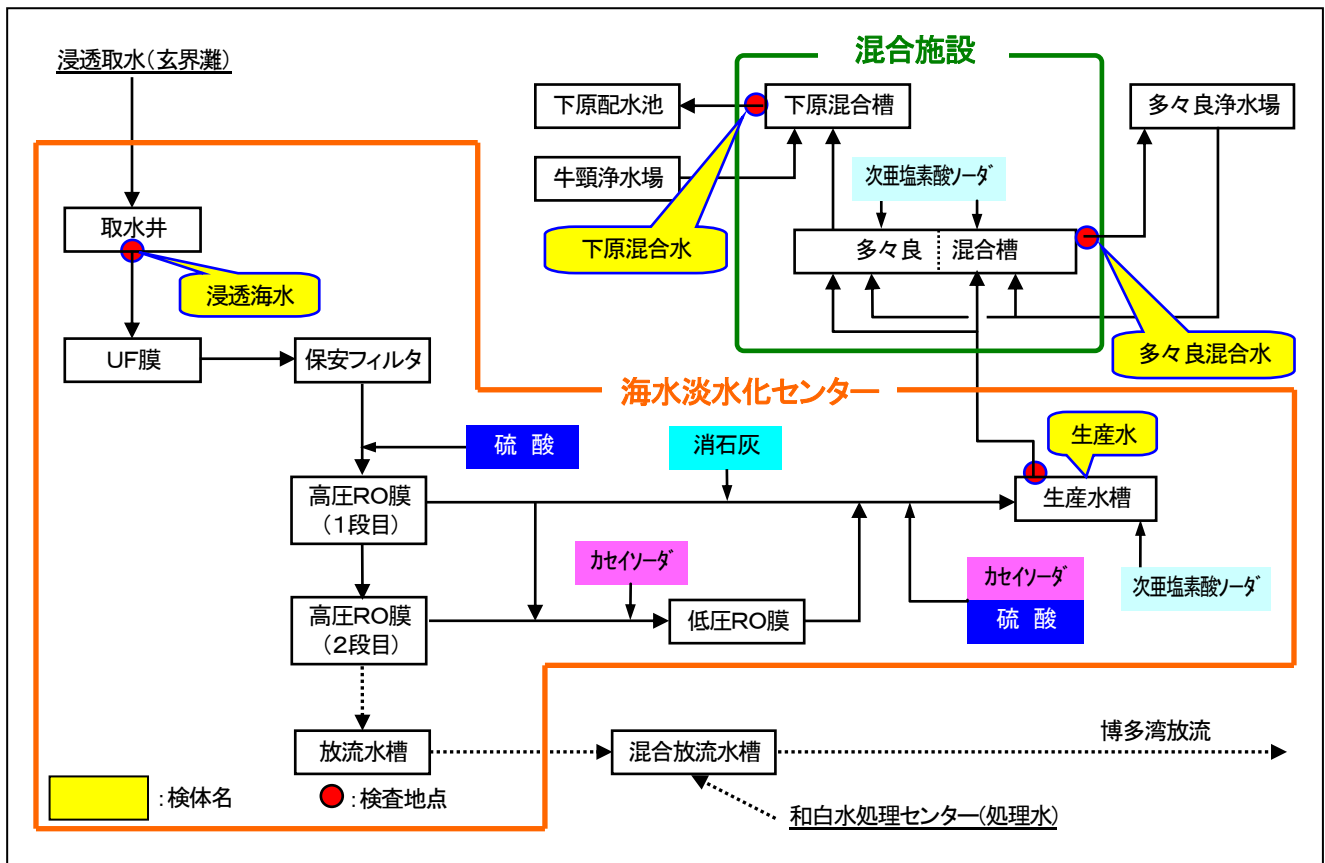 浸透取水(玄界灘)
混合施設
下原配水池
下原混合槽
多々良浄水場
牛頸浄水場
次亜塩素酸ソーダ
取水井
下原混合水
多々良 混合槽
浸透海水
UF膜
保安フィルタ
多々良混合水
海水淡水化センター
硫 酸
消石灰
生産水
高圧RO膜
(1段目)
生産水槽
カセイソーダ
カセイソーダ
硫 酸
次亜塩素酸ソーダ
高圧RO膜
(2段目)
低圧RO膜
放流水槽
混合放流水槽
博多湾放流
:検体名
:検査地点
和白水処理センター(処理水)